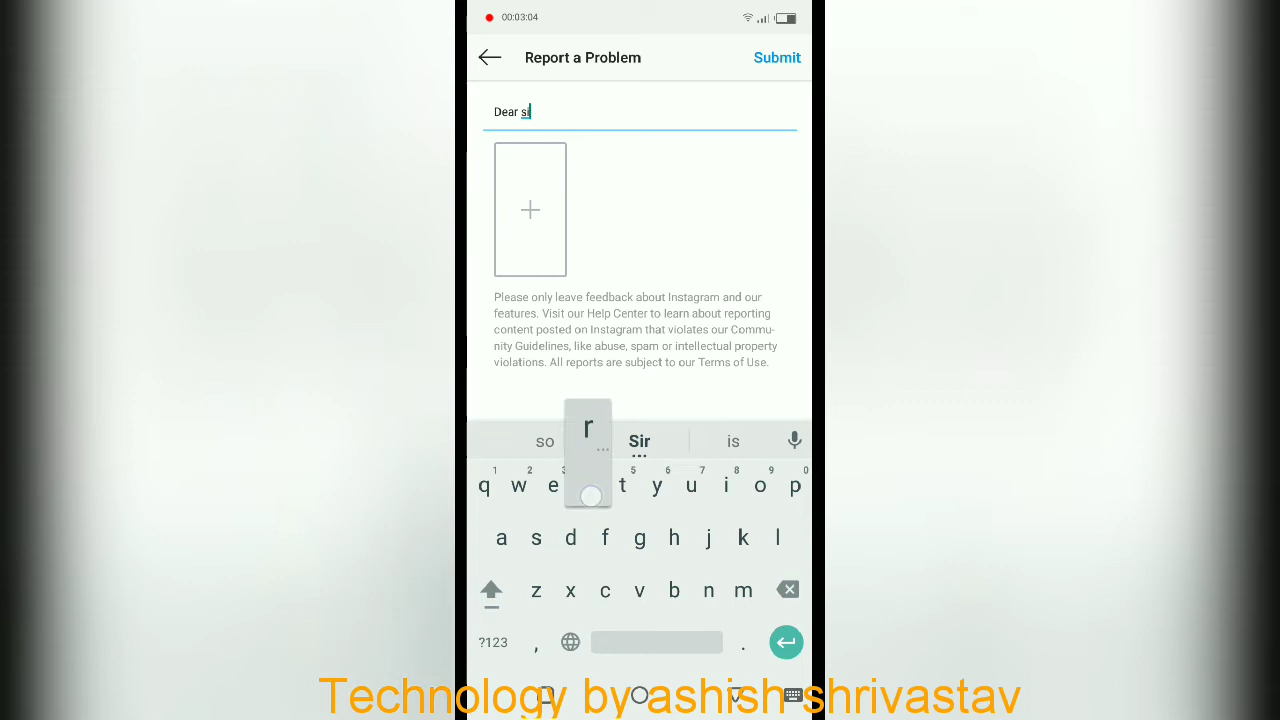 00:03:04
Report a Problem Submit
Dear si
Please only leave feedback about Instagram and our
features. Visit our Help Center to learn about reporting
content posted on Instagram that violates our Commu-
nity Guidelines, like abuse, spam or intellectual property
violations. All reports are subject to our Terms of Use.
r
so Sir is
1 2 3 5 6 7 8 9 0
q w e t y u i o p
a s d f g h j k l
z x c v b n m
?123 , .
Technology by ashish shrivastav